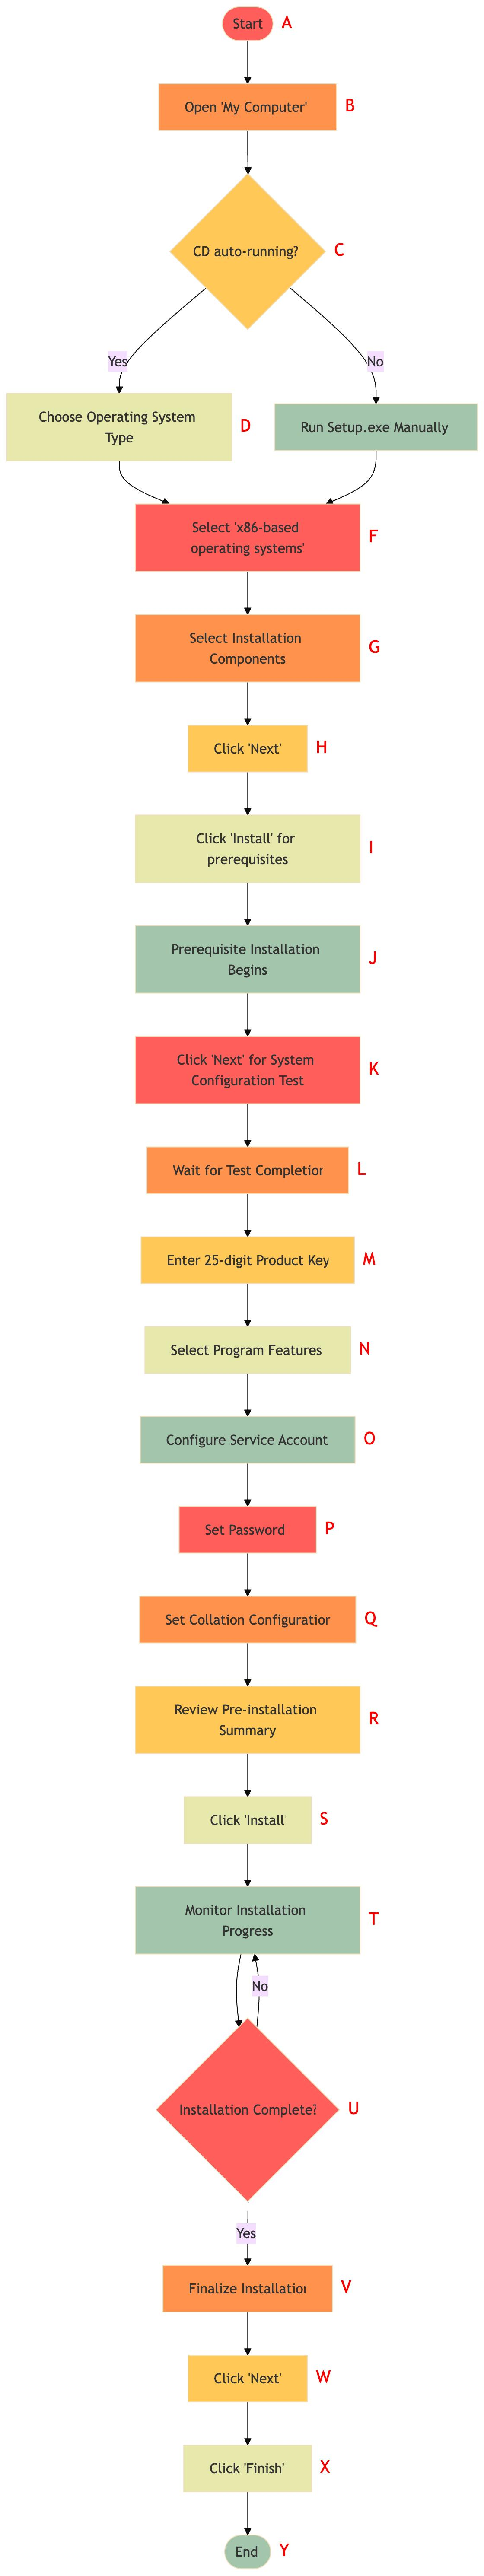 Start
A
Open 'My Computer'
B
CD auto-running?
C
Yes
No
Choose Operating System
Type
D
Run Setup.exe Manually
Select 'x86-based
operating systems'
F
Select Installation
Components
G
Click 'Next'
H
Click 'Install' for
prerequisites
I
Prerequisite Installation
Begins
J
Click 'Next' for System
Configuration Test
K
Wait for Test Completion
L
Enter 25-digit Product Key
M
Select Program Features
N
Configure Service Account
O
Set Password
P
Set Collation Configuration
Q
Review Pre-installation
Summary
R
Click 'Install'
S
Monitor Installation
Progress
T
No
Installation Complete?
U
Yes
Finalize Installation
V
Click 'Next'
W
Click 'Finish'
X
End
Y